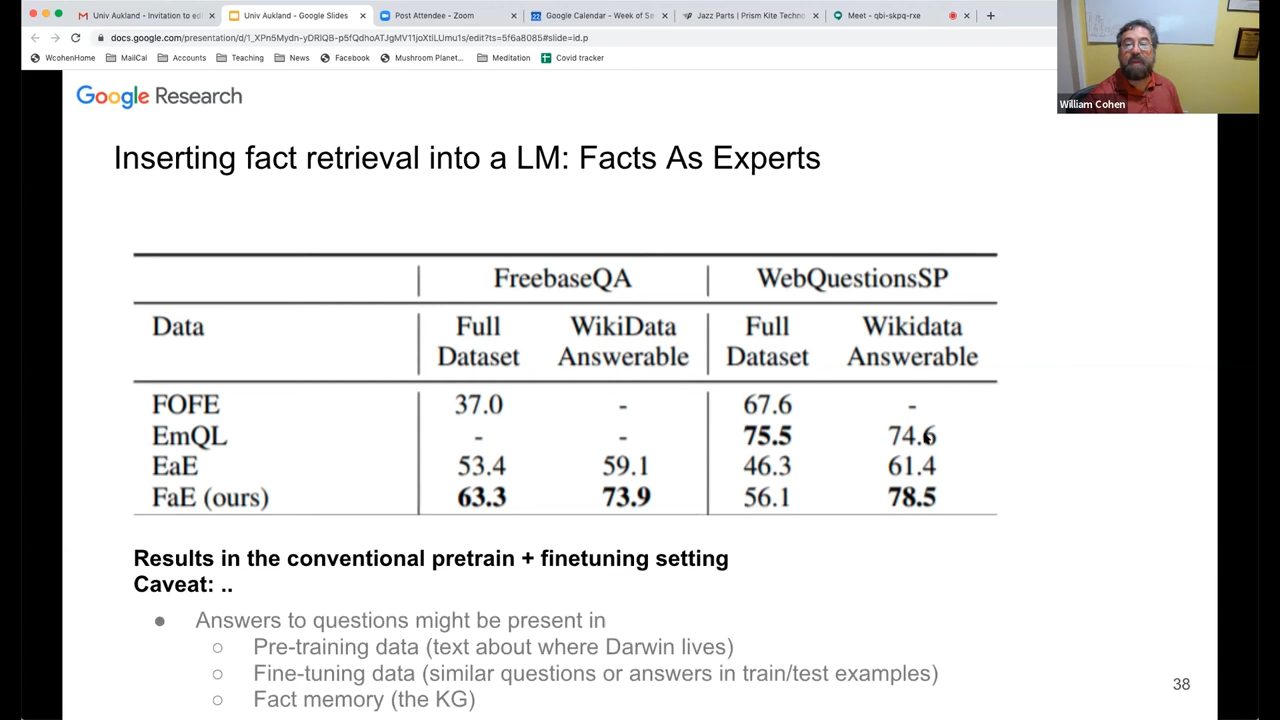 Univ Aukland - Invitation to edi
Univ Aukland - Google Slides
Post Attendee - Zoom
Google Calendar - Week of Se
Jazz Parts | Prism Kite Techno
Meet - qbi-skpq-rxe
docs.google.com/presentation/d/1_XPn5Mydn-yDRlQB-p5fQdhoATJgMV11joXtiLUmu1s/edit?ts=5f6a8085#slide=id.p
WcohenHome
MailCal
Accounts
Teaching
News
Facebook
Mushroom Planet...
Meditation
Covid tracker
William Cohen
Google Research
Inserting fact retrieval into a LM: Facts As Experts
FreebaseQA WebQuestionsSP
Data Full WikiData Full Wikidata
Dataset Answerable Dataset Answerable
FOFE 37.0 - 67.6 -
EmQL - - 75.5 74.6
EaE 53.4 59.1 46.3 61.4
FaE (ours) 63.3 73.9 56.1 78.5
Results in the conventional pretrain + finetuning setting
Caveat: ..
● Answers to questions might be present in
○ Pre-training data (text about where Darwin lives)
○ Fine-tuning data (similar questions or answers in train/test examples)
○ Fact memory (the KG)
38